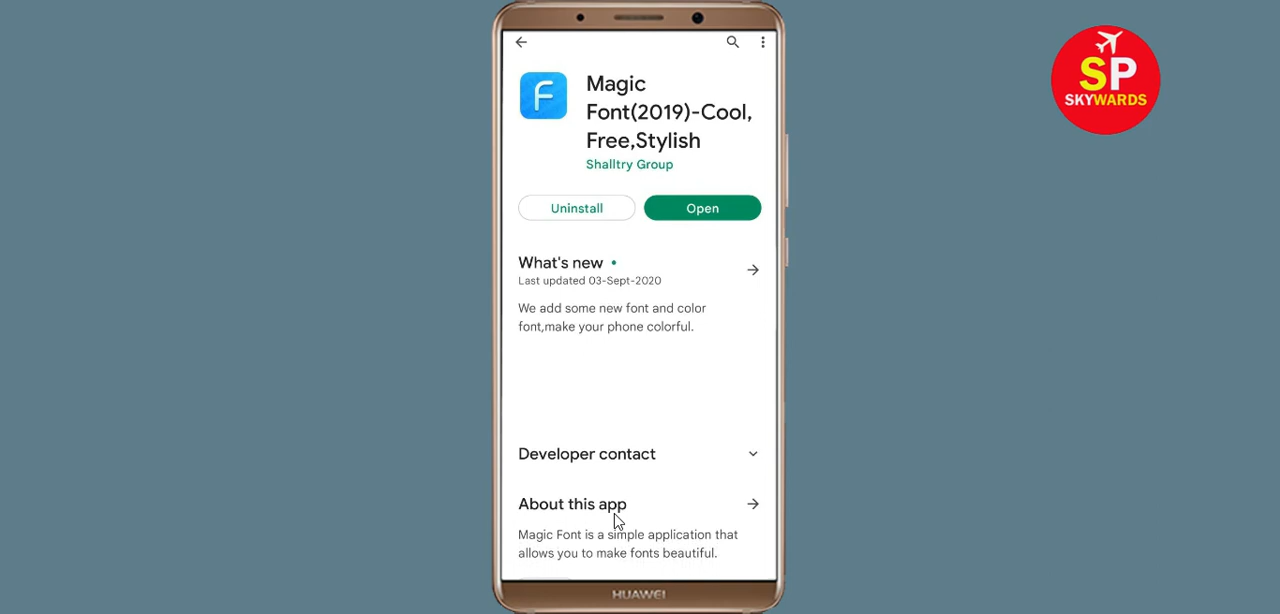 Magic
Font(2019)-Cool,
Free,Stylish
Shalltry Group
Uninstall
Open
What's new
Last updated 03-Sept-2020
We add some new font and color
font,make your phone colorful.
Developer contact
About this app
Magic Font is a simple application that
allows you to make fonts beautiful.
HUAWEI
SP
SKYWARDS